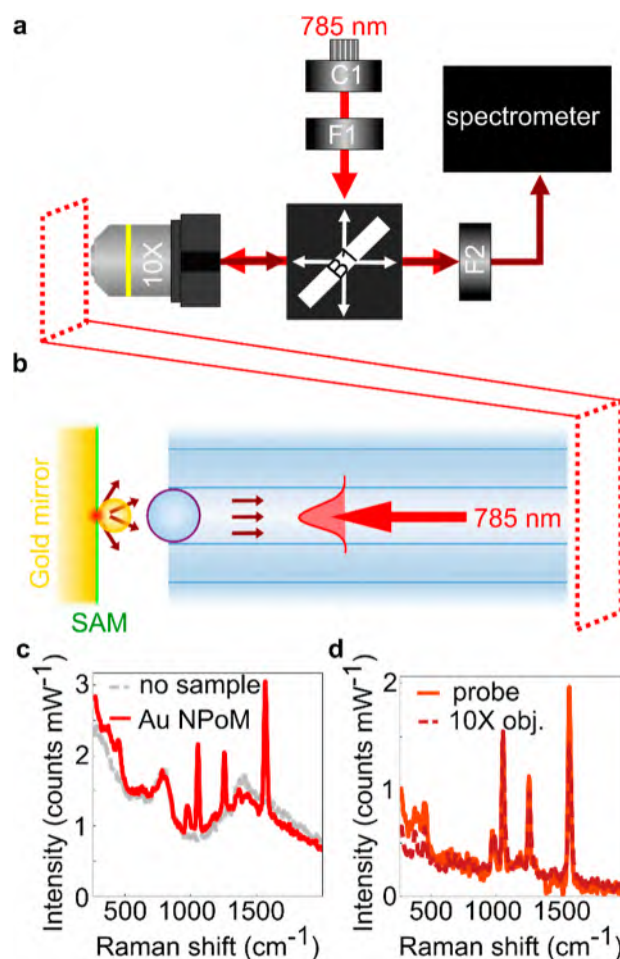 a
785 nm
C1
F1
spectrometer
10X
B1
F2
b
Gold mirror
785 nm
SAM
c
Intensity (counts mW⁻¹)
3
2
1
0
no sample
Au NPoM
500
1000
1500
Raman shift (cm⁻¹)
d
Intensity (counts mW⁻¹)
2
1
0
probe
10X obj.
500
1000
1500
Raman shift (cm⁻¹)